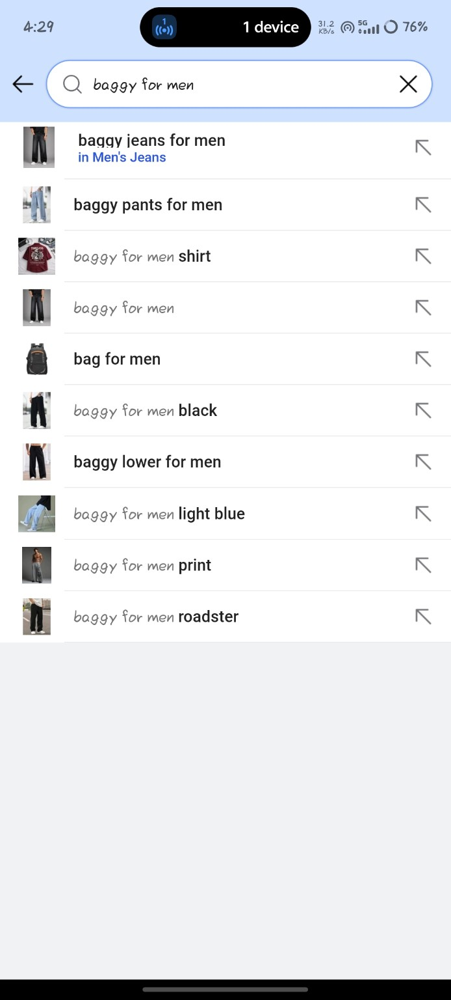 4:29
1
1 device
31.2
KB/s
5G
76%
baggy for men
baggy jeans for men
in Men's Jeans
baggy pants for men
baggy for men shirt
baggy for men
bag for men
baggy for men black
baggy lower for men
baggy for men light blue
baggy for men print
baggy for men roadster